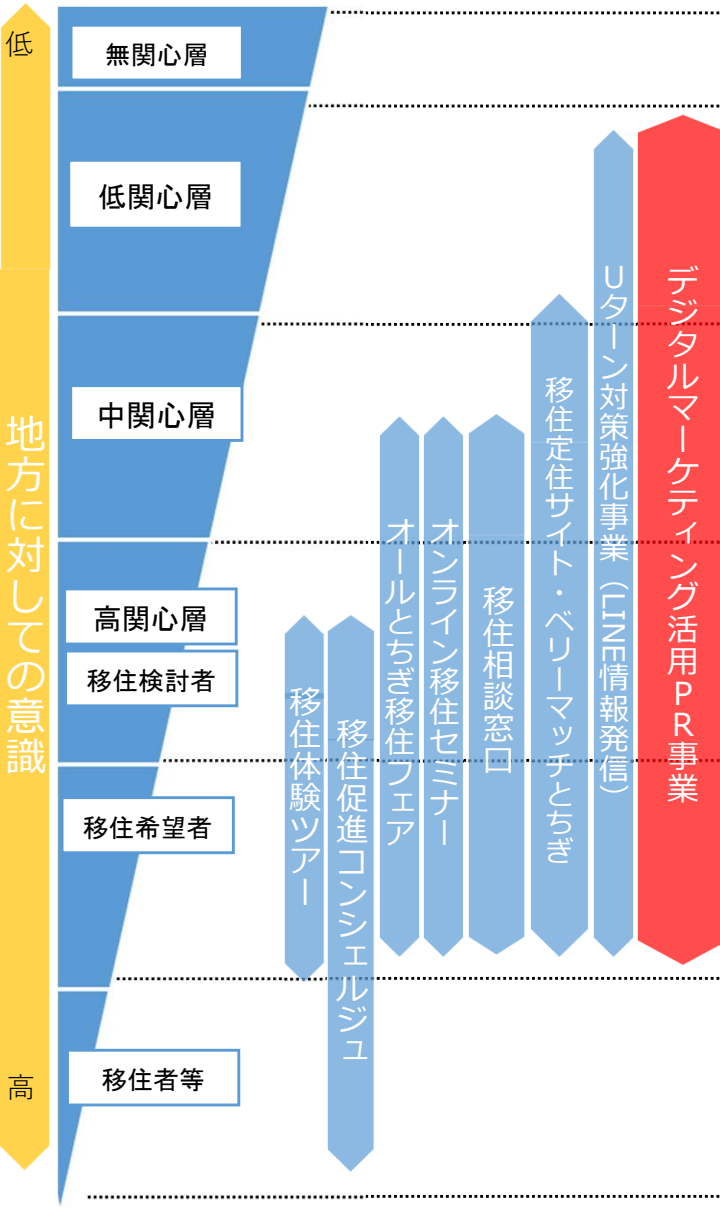 低
地方に対しての意識
高
無関心層
低関心層
中関心層
高関心層
移住検討者
移住希望者
移住者等
移住体験ツアー
移住促進コンシェルジュ
オールとちぎ移住フェア
オンライン移住セミナー
移住相談窓口
移住定住サイト・ベリーマッチとちぎ
Uターン対策強化事業（LINE情報発信）
デジタルマーケティング活用PR事業